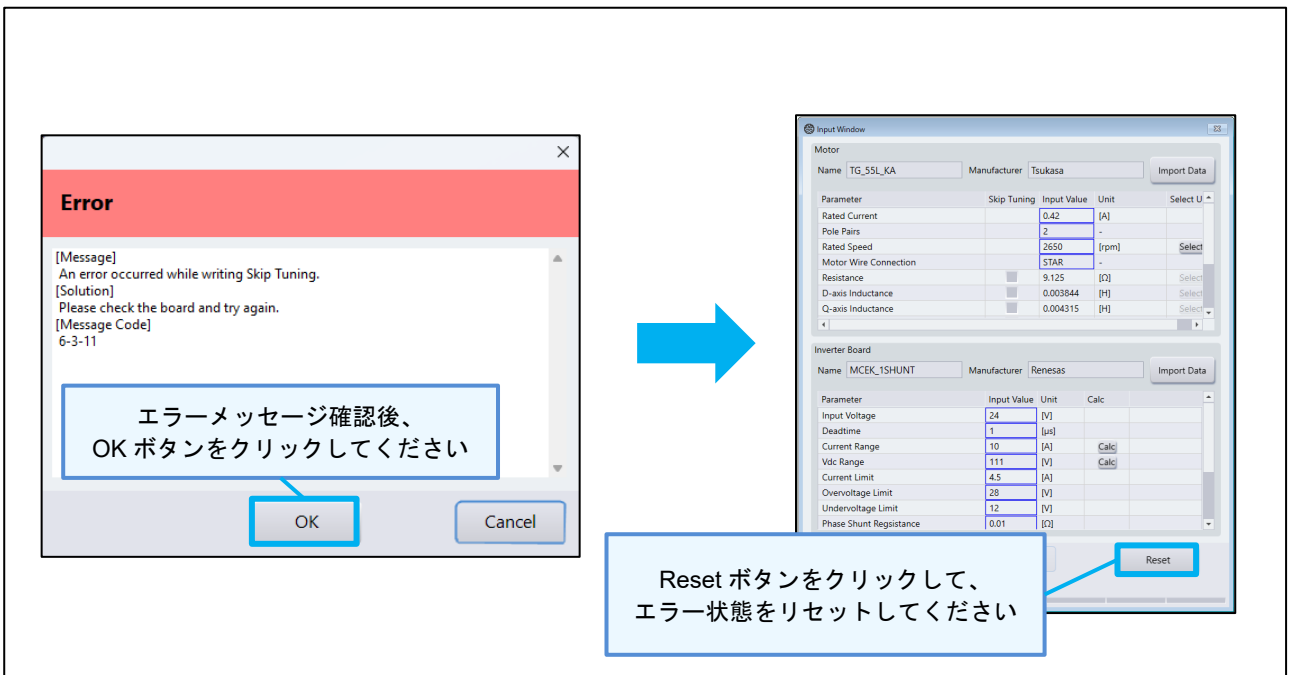 Error
[Message]
An error occurred while writing Skip Tuning.
[Solution]
Please check the board and try again.
[Message Code]
6-3-11
エラーメッセージ確認後、
OK ボタンをクリックしてください
OK Cancel
Input Window
Motor
Name TG_55L_KA Manufacturer Tsukasa Import Data
Parameter Skip Tuning Input Value Unit Select U
Rated Current 0.42 [A]
Pole Pairs 2 -
Rated Speed 2650 [rpm] Select
Motor Wire Connection STAR -
Resistance 9.125 [Ω] Select
D-axis Inductance 0.003844 [H] Select
Q-axis Inductance 0.004315 [H] Select
Inverter Board
Name MCEK_1SHUNT Manufacturer Renesas Import Data
Parameter Input Value Unit Calc
Input Voltage 24 [V]
Deadtime 1 [µs]
Current Range 10 [A] Calc
Vdc Range 111 [V] Calc
Current Limit 4.5 [A]
Overvoltage Limit 28 [V]
Undervoltage Limit 12 [V]
Phase Shunt Regsistance 0.01 [Ω]
Reset
Reset ボタンをクリックして、
エラー状態をリセットしてください